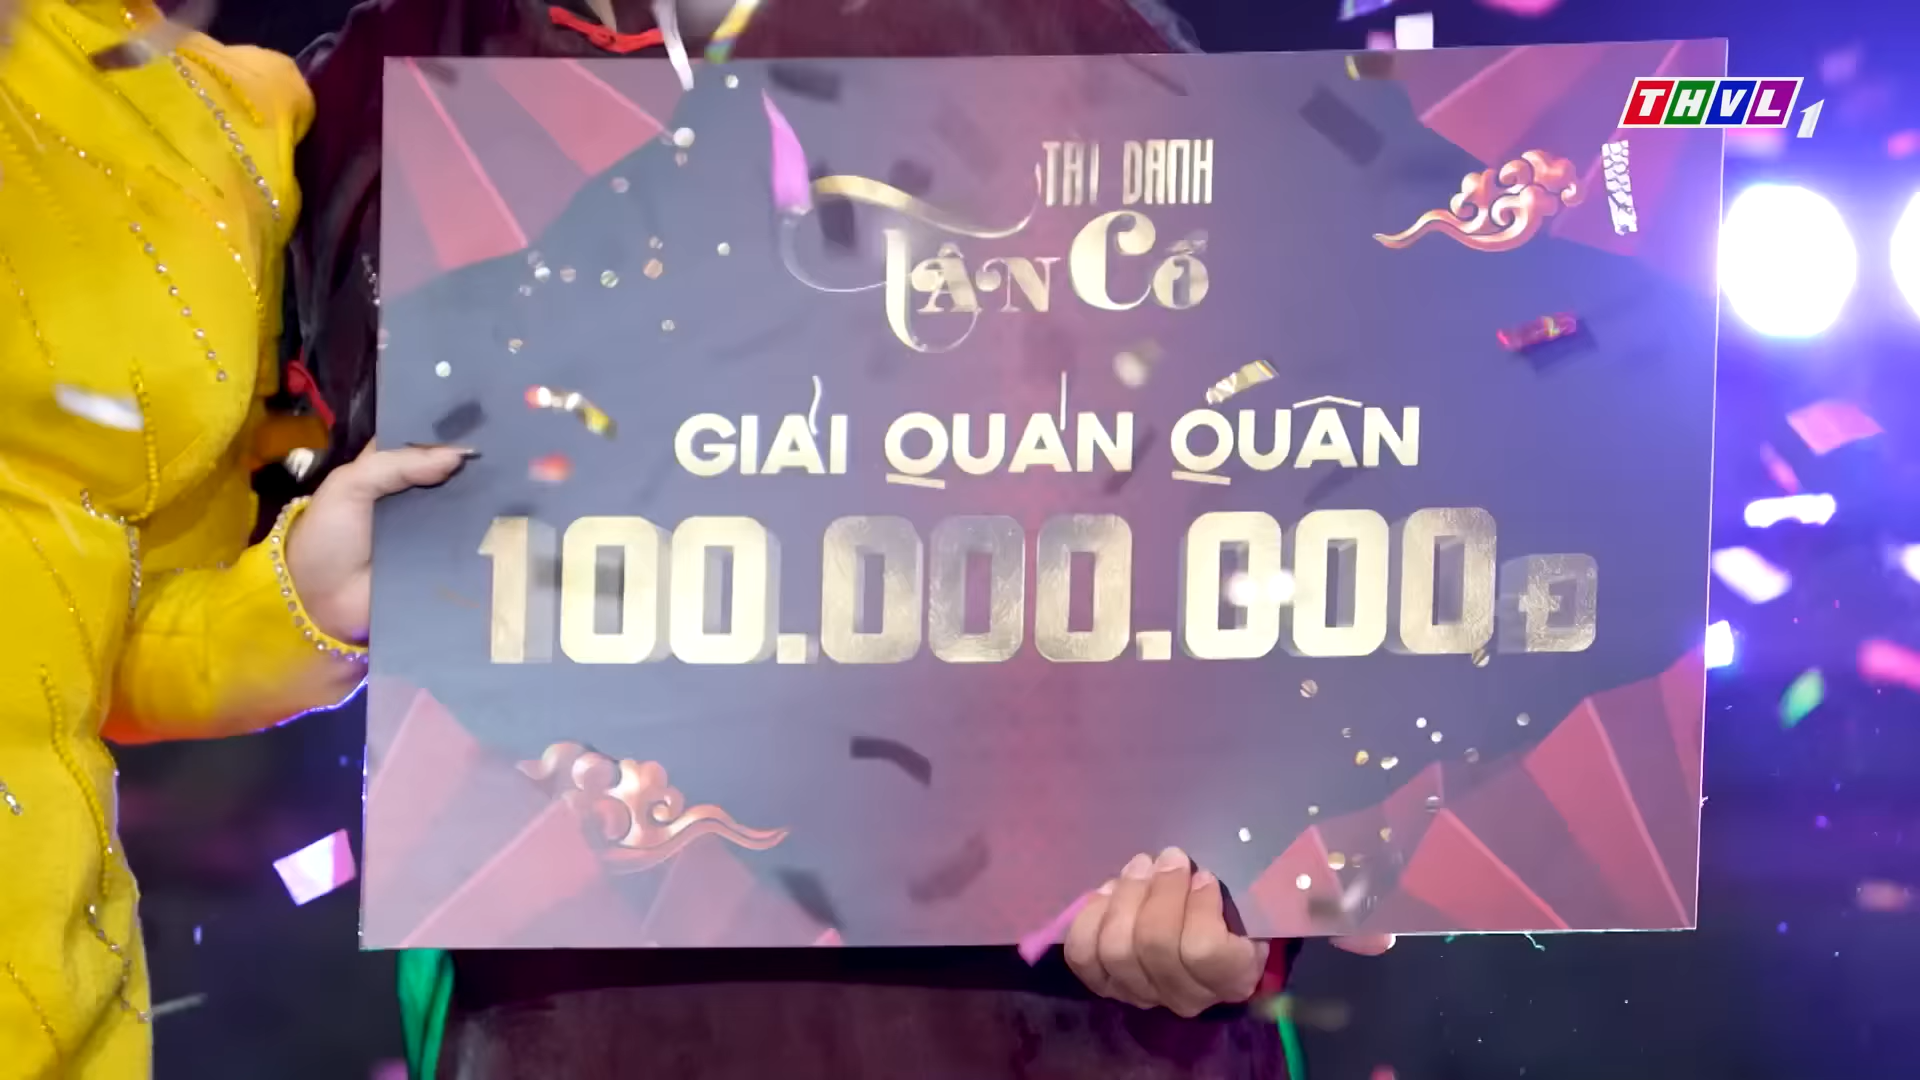 THVL1
TÀI DANH
TÂN CỔ
GIẢI QUÁN QUÂN
100.000.000Đ